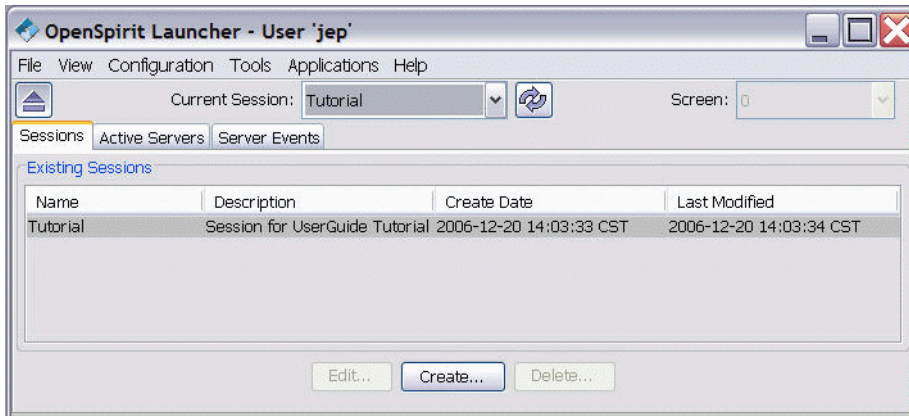 OpenSpirit Launcher - User 'jep'
File View Configuration Tools Applications Help
Current Session: Tutorial Screen: 0
Sessions Active Servers Server Events
Existing Sessions
Name Description Create Date Last Modified
Tutorial Session for UserGuide Tutorial 2006-12-20 14:03:33 CST 2006-12-20 14:03:34 CST
Edit... Create... Delete...